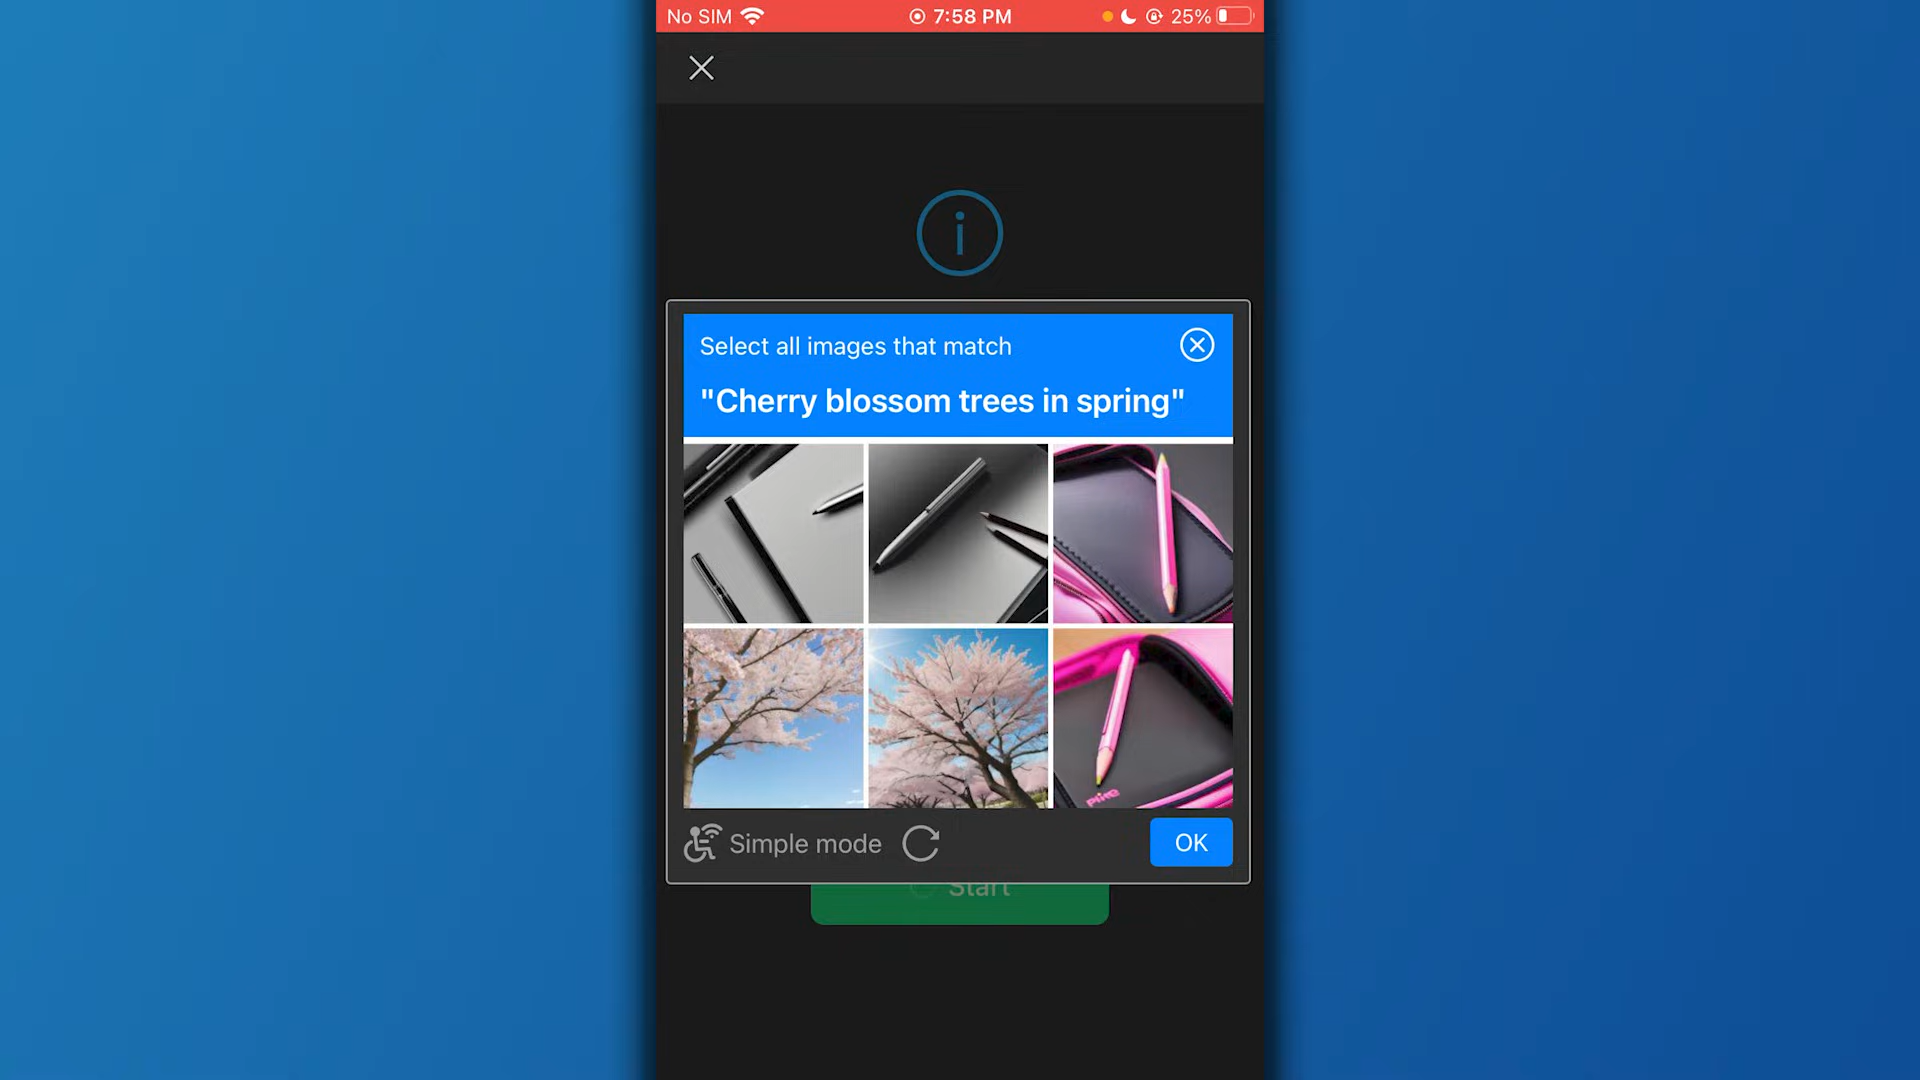 No SIM 7:58 PM 25%
Select all images that match
"Cherry blossom trees in spring"
Simple mode OK
Start